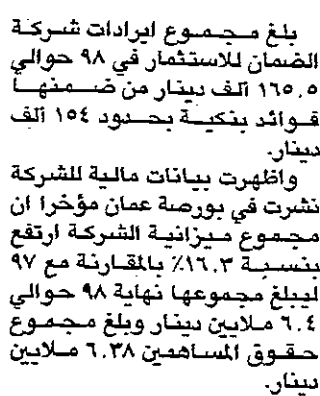 بلغ مجموع ايرادات شركة
الضمان للاستثمار في ٩٨ حوالي
١٦٥.٥ الف دينار من ضمنها
فوائد بنكية بحدود ١٥٤ الف
دينار.
واظهرت بيانات مالية للشركة
نشرت في بورصة عمان مؤخرا ان
مجموع ميزانية الشركة ارتفع
بنسبة ١٦.٣٪ بالمقارنة مع ٩٧
ليبلغ مجموعها نهاية ٩٨ حوالي
٦.٤ ملايين دينار وبلغ مجموع
حقوق المساهمين ٦.٣٨ ملايين
دينار.